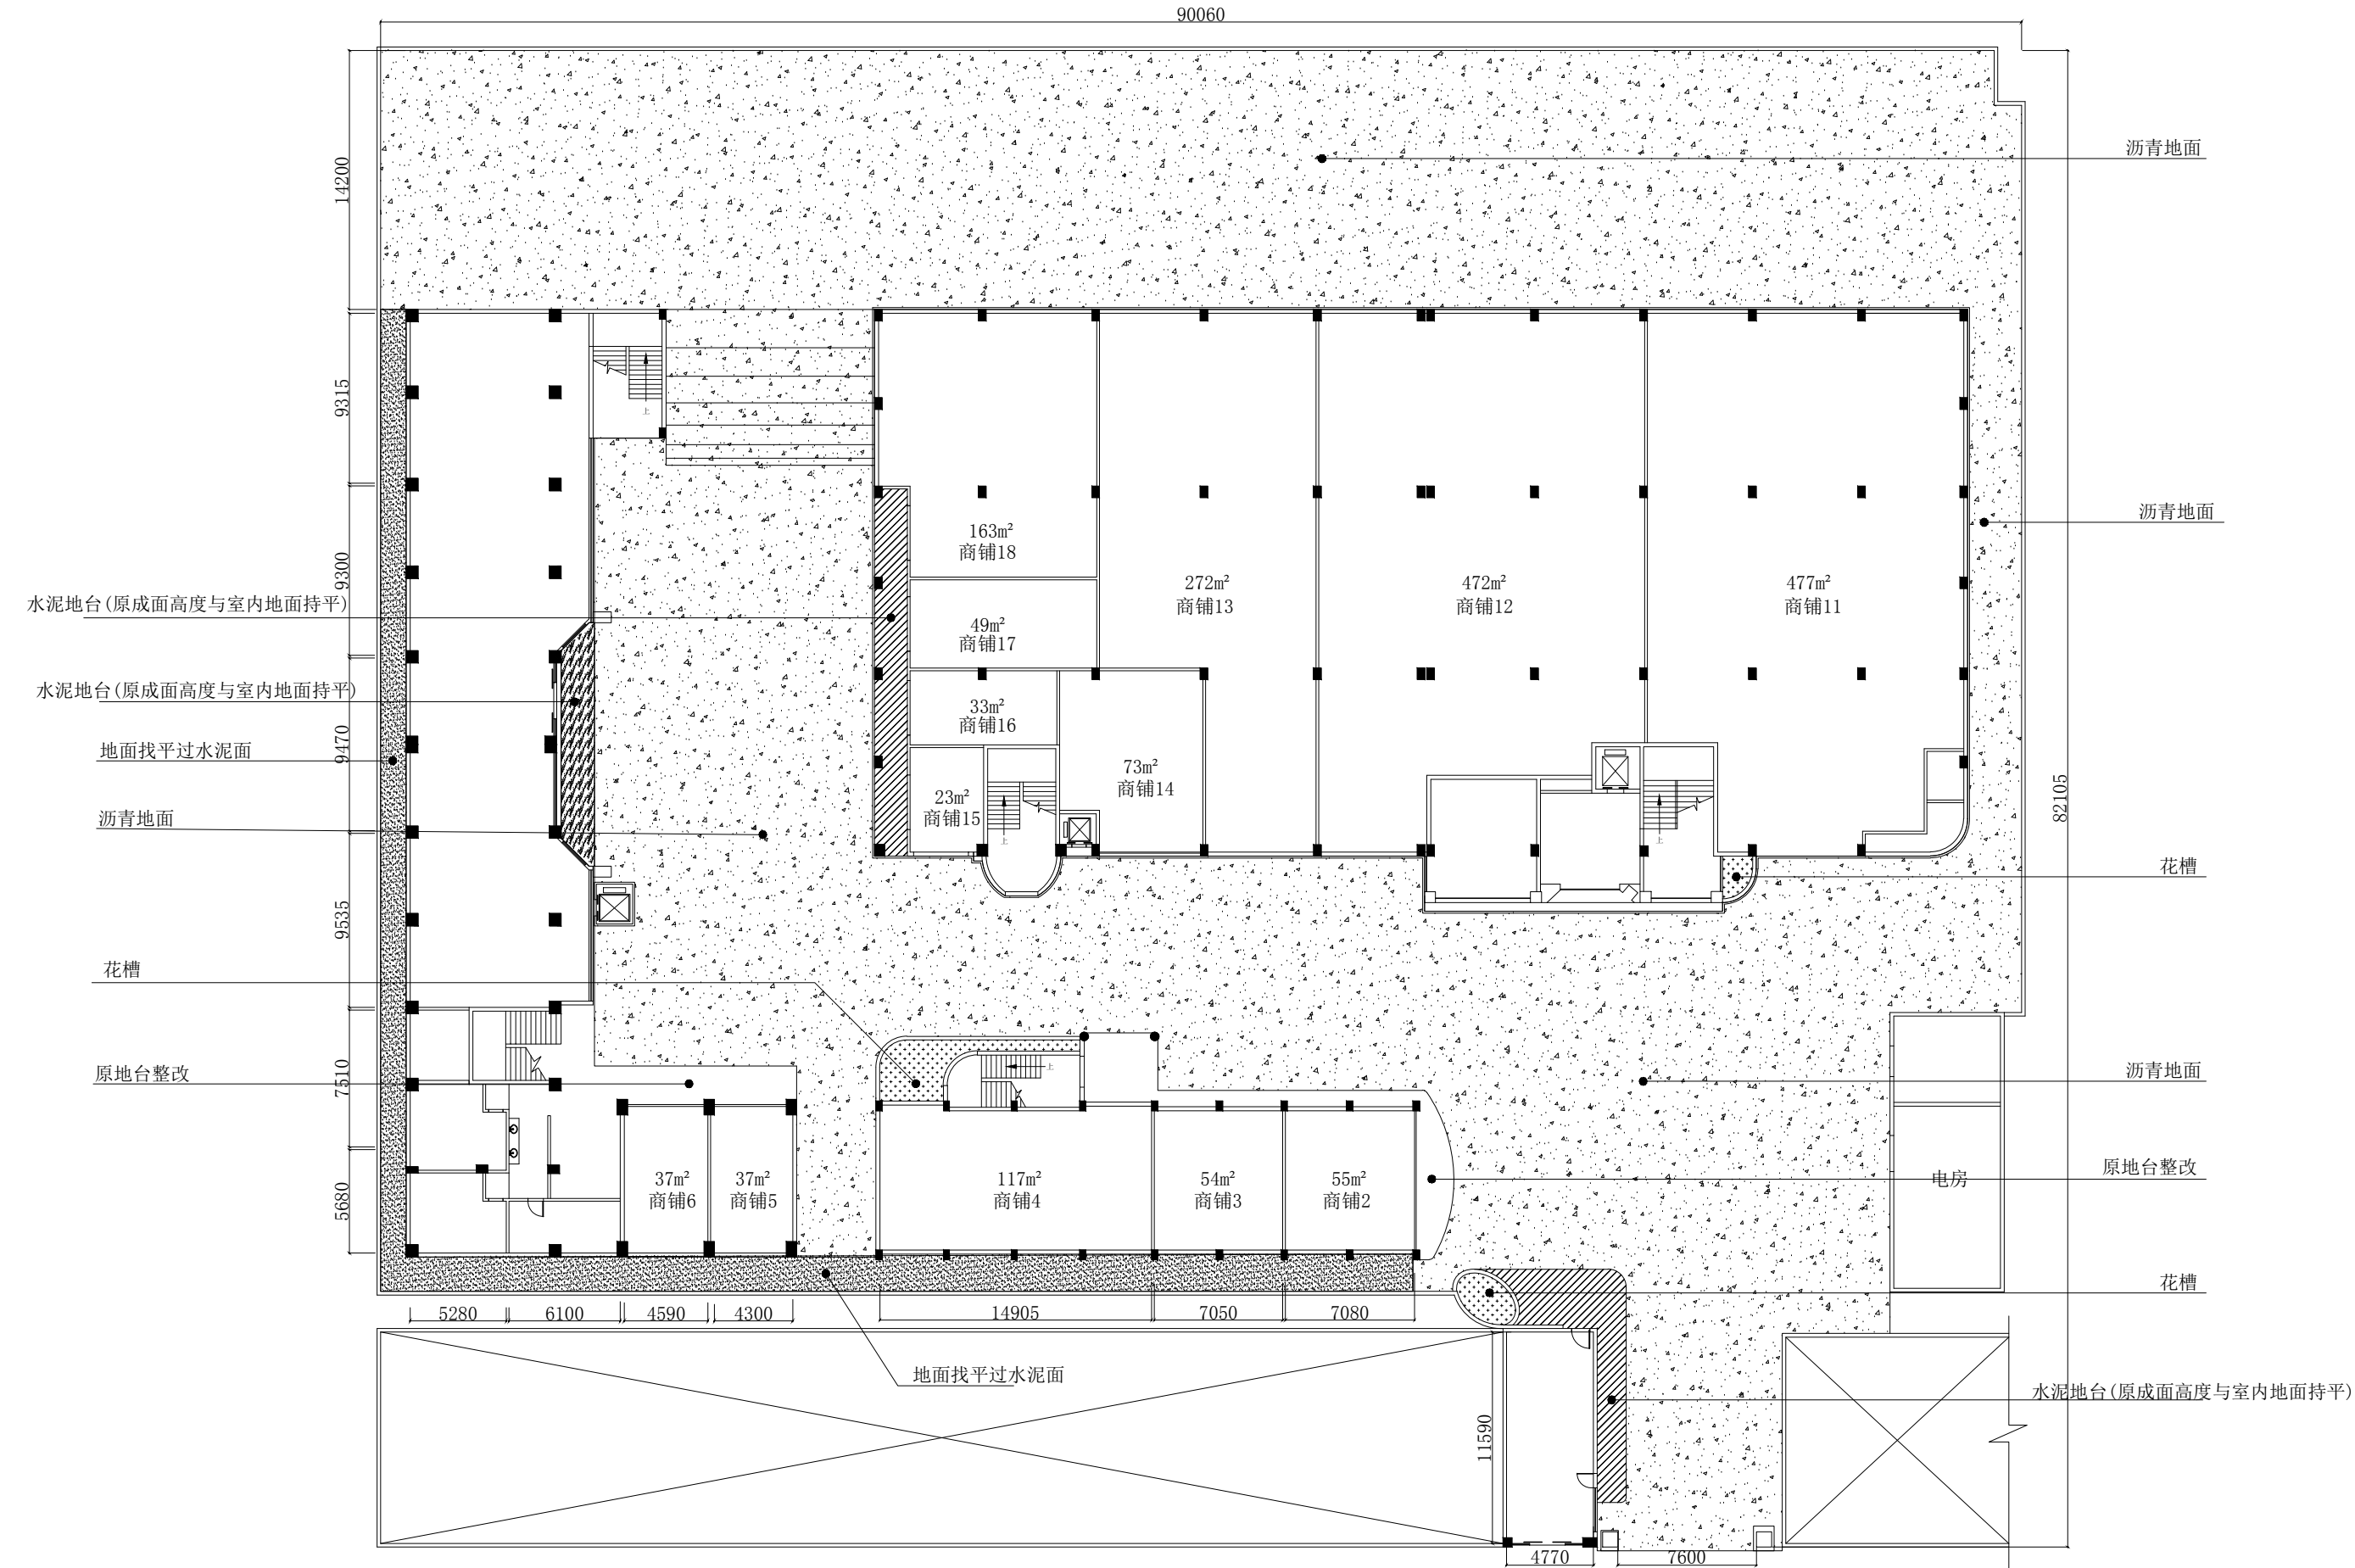 90060
沥青地面
14200
9315
沥青地面
163m²
商铺18
9300
272m²
商铺13
472m²
商铺12
477m²
商铺11
水泥地台(原成面高度与室内地面持平)
49m²
商铺17
水泥地台(原成面高度与室内地面持平)
33m²
商铺16
地面找平过水泥面
9470
73m²
商铺14
23m²
商铺15
82105
沥青地面
上
上
上
花槽
9535
花槽
原地台整改
7510
上
沥青地面
原地台整改
37m²
商铺6
37m²
商铺5
117m²
商铺4
54m²
商铺3
55m²
商铺2
电房
5680
花槽
5280
6100
4590
4300
14905
7050
7080
地面找平过水泥面
水泥地台(原成面高度与室内地面持平)
11590
4770
7600